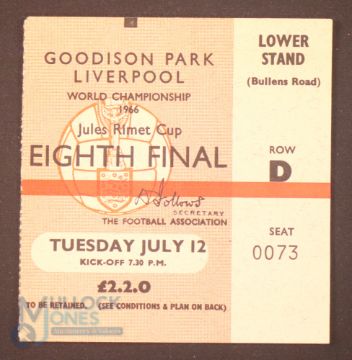 GOODISON PARK
LIVERPOOL
WORLD CHAMPIONSHIP
1966
Jules Rimet Cup
EIGHTH FINAL
D Follows
SECRETARY
THE FOOTBALL ASSOCIATION
TUESDAY JULY 12
KICK-OFF 7.30 P.M.
£2.2.0
TO BE RETAINED. (SEE CONDITIONS & PLAN ON BACK)
LOWER
STAND
(Bullens Road)
ROW
D
SEAT
0073
MULLOCK
JONES